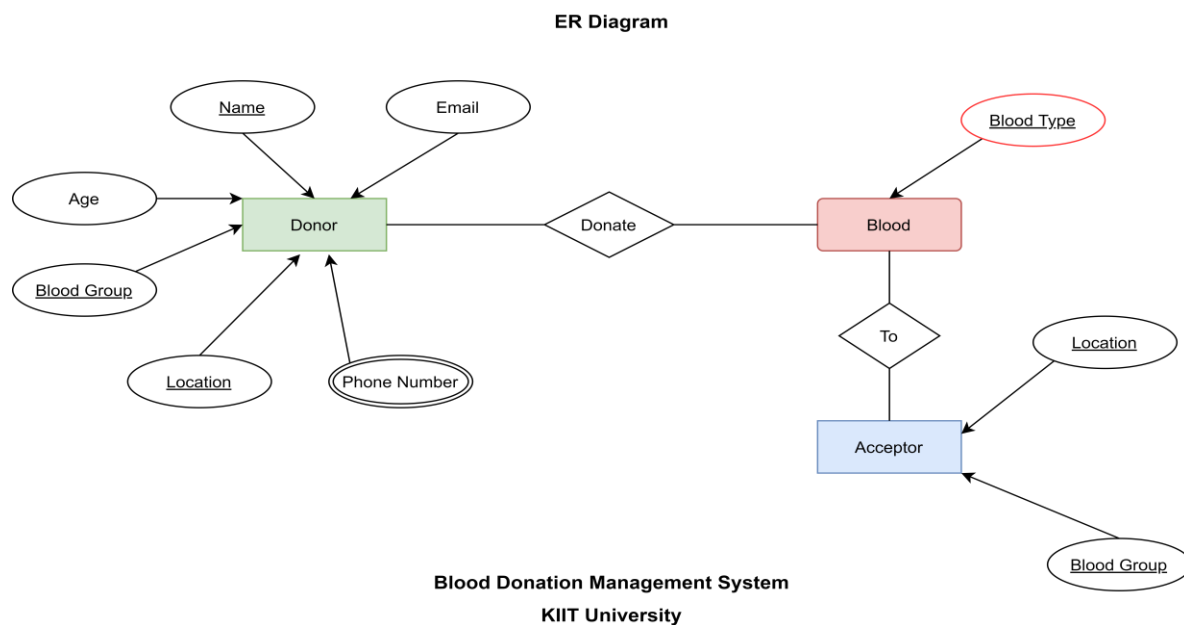 ER Diagram
Name
Email
Blood Type
Age
Donor
Donate
Blood
Blood Group
To
Location
Location
Phone Number
Acceptor
Blood Group
Blood Donation Management System
KIIT University